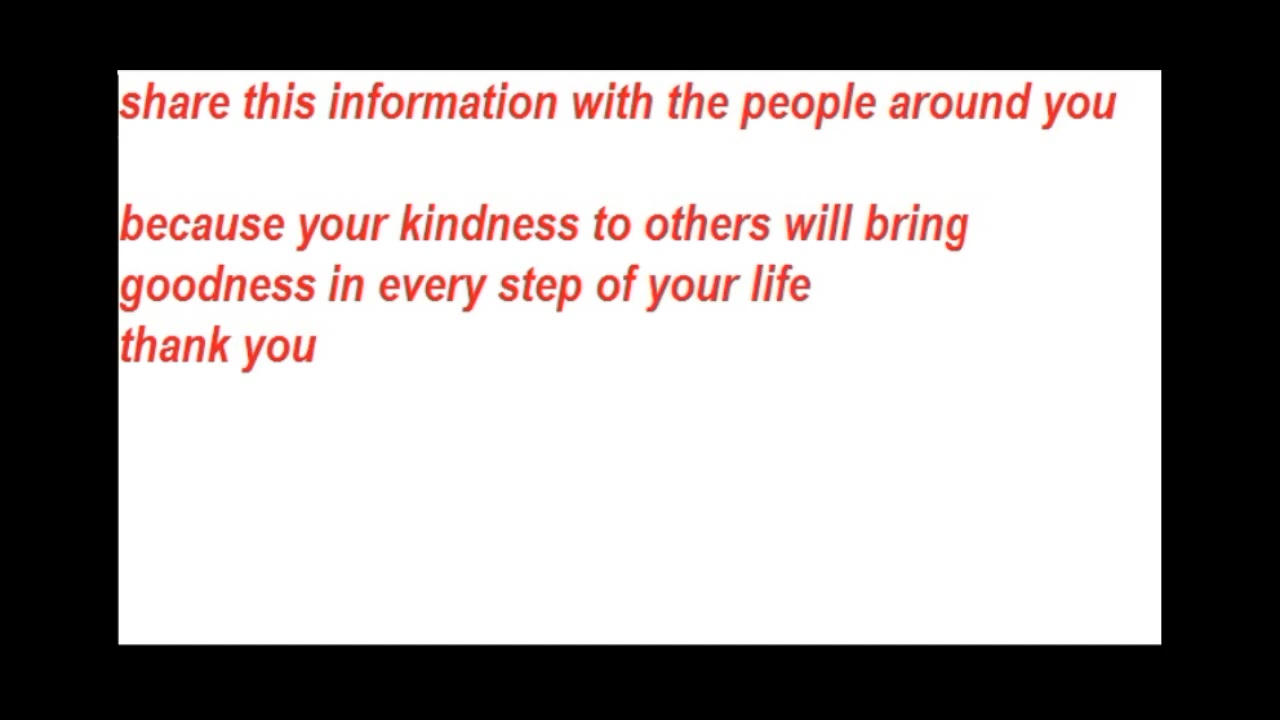 share this information with the people around you
because your kindness to others will bring
goodness in every step of your life
thank you